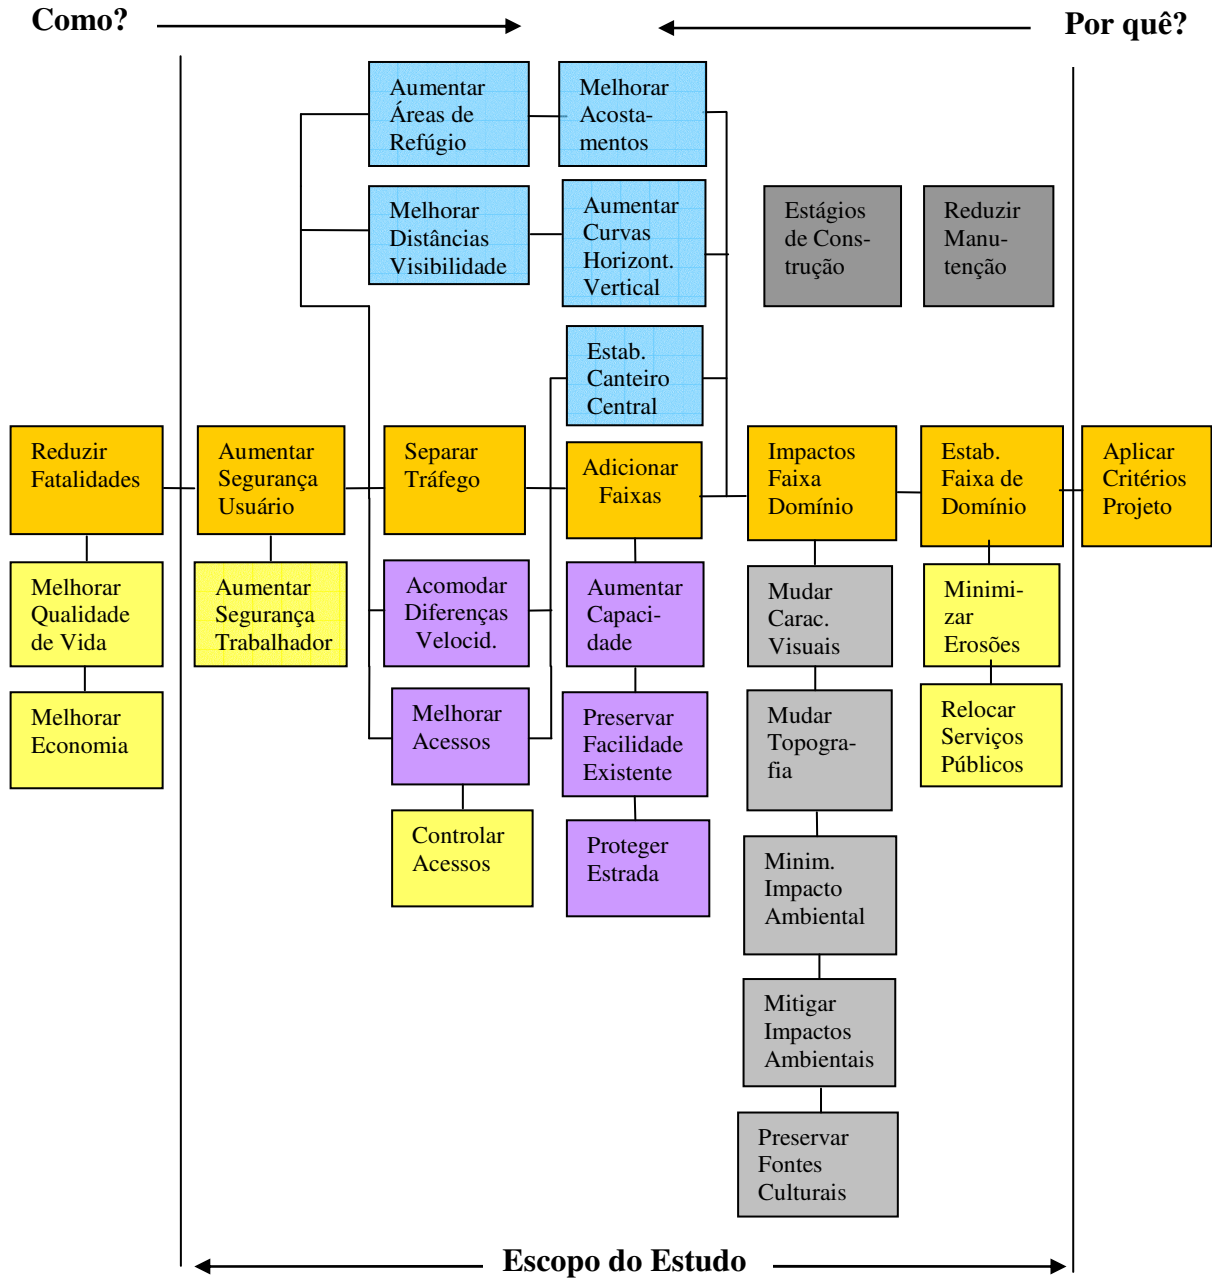 Como?
Por quê?
Aumentar
Áreas de
Refúgio
Melhorar
Acosta-
mentos
Melhorar
Distâncias
Visibilidade
Aumentar
Curvas
Horizont.
Vertical
Estágios
de Cons-
trução
Reduzir
Manu-
tenção
Estab.
Canteiro
Central
Reduzir
Fatalidades
Aumentar
Segurança
Usuário
Separar
Tráfego
Adicionar
Faixas
Impactos
Faixa
Domínio
Estab.
Faixa de
Domínio
Aplicar
Critérios
Projeto
Melhorar
Qualidade
de Vida
Aumentar
Segurança
Trabalhador
Acomodar
Diferenças
Velocid.
Aumentar
Capaci-
dade
Mudar
Carac.
Visuais
Minimi-
zar
Erosões
Melhorar
Economia
Melhorar
Acessos
Preservar
Facilidade
Existente
Mudar
Topogra-
fia
Relocar
Serviços
Públicos
Controlar
Acessos
Proteger
Estrada
Minim.
Impacto
Ambiental
Mitigar
Impactos
Ambientais
Preservar
Fontes
Culturais
Escopo do Estudo